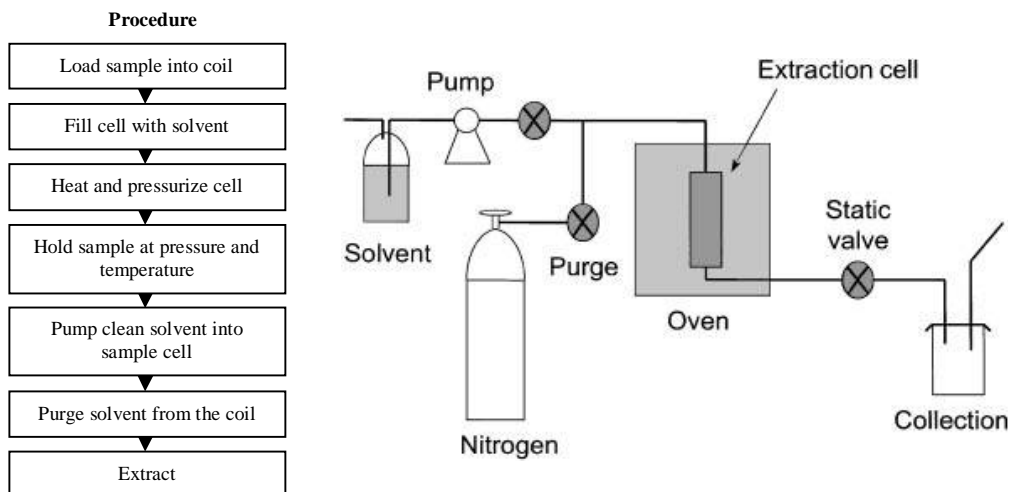 Procedure
Load sample into coil
Fill cell with solvent
Heat and pressurize cell
Hold sample at pressure and
temperature
Pump clean solvent into
sample cell
Purge solvent from the coil
Extract
Pump
Extraction cell
Solvent
Purge
Static
valve
Oven
Nitrogen
Collection